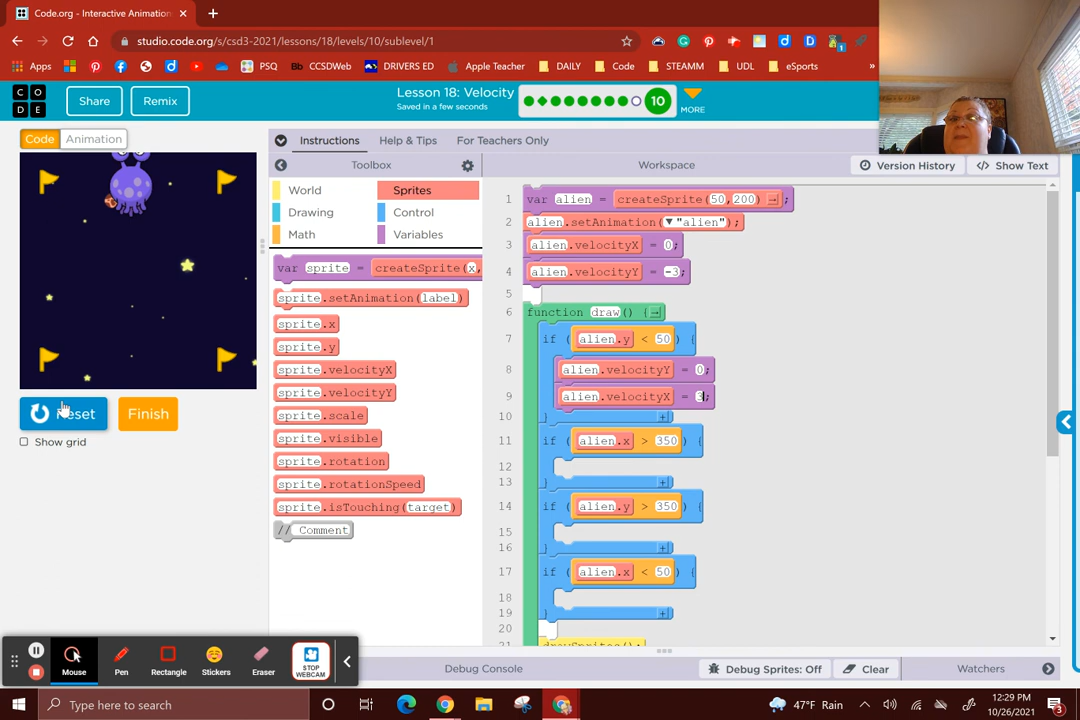 Code.org - Interactive Animation
studio.code.org/s/csd3-2021/lessons/18/levels/10/sublevel/1
Apps
PSQ
Bb CCSDWeb
DRIVERS ED
Apple Teacher
DAILY
Code
STEAMM
UDL
eSports
»
CO
DE
Share
Remix
Lesson 18: Velocity
Saved in a few seconds
10
MORE
Code
Animation
Instructions
Help & Tips
For Teachers Only
Toolbox
Workspace
Version History
</> Show Text
World
Sprites
Drawing
Control
Math
Variables
var sprite = createSprite(x,
sprite.setAnimation(label)
sprite.x
sprite.y
sprite.velocityX
sprite.velocityY
sprite.scale
sprite.visible
sprite.rotation
sprite.rotationSpeed
sprite.isTouching(target)
// Comment
1 var alien = createSprite(50,200);
2 alien.setAnimation("alien");
3 alien.velocityX = 0;
4 alien.velocityY = -3;
5
6 function draw() {
7 if (alien.y < 50) {
8 alien.velocityY = 0;
9 alien.velocityX = 3;
10 }
11 if (alien.x > 350) {
12
13 }
14 if (alien.y > 350) {
15
16 }
17 if (alien.x < 50) {
18
19 }
20
21 drawSprites();
Reset
Finish
Show grid
Mouse
Pen
Rectangle
Stickers
Eraser
STOP
WEBCAM
Debug Console
Debug Sprites: Off
Clear
Watchers
Type here to search
47°F Rain
12:29 PM
10/26/2021
3